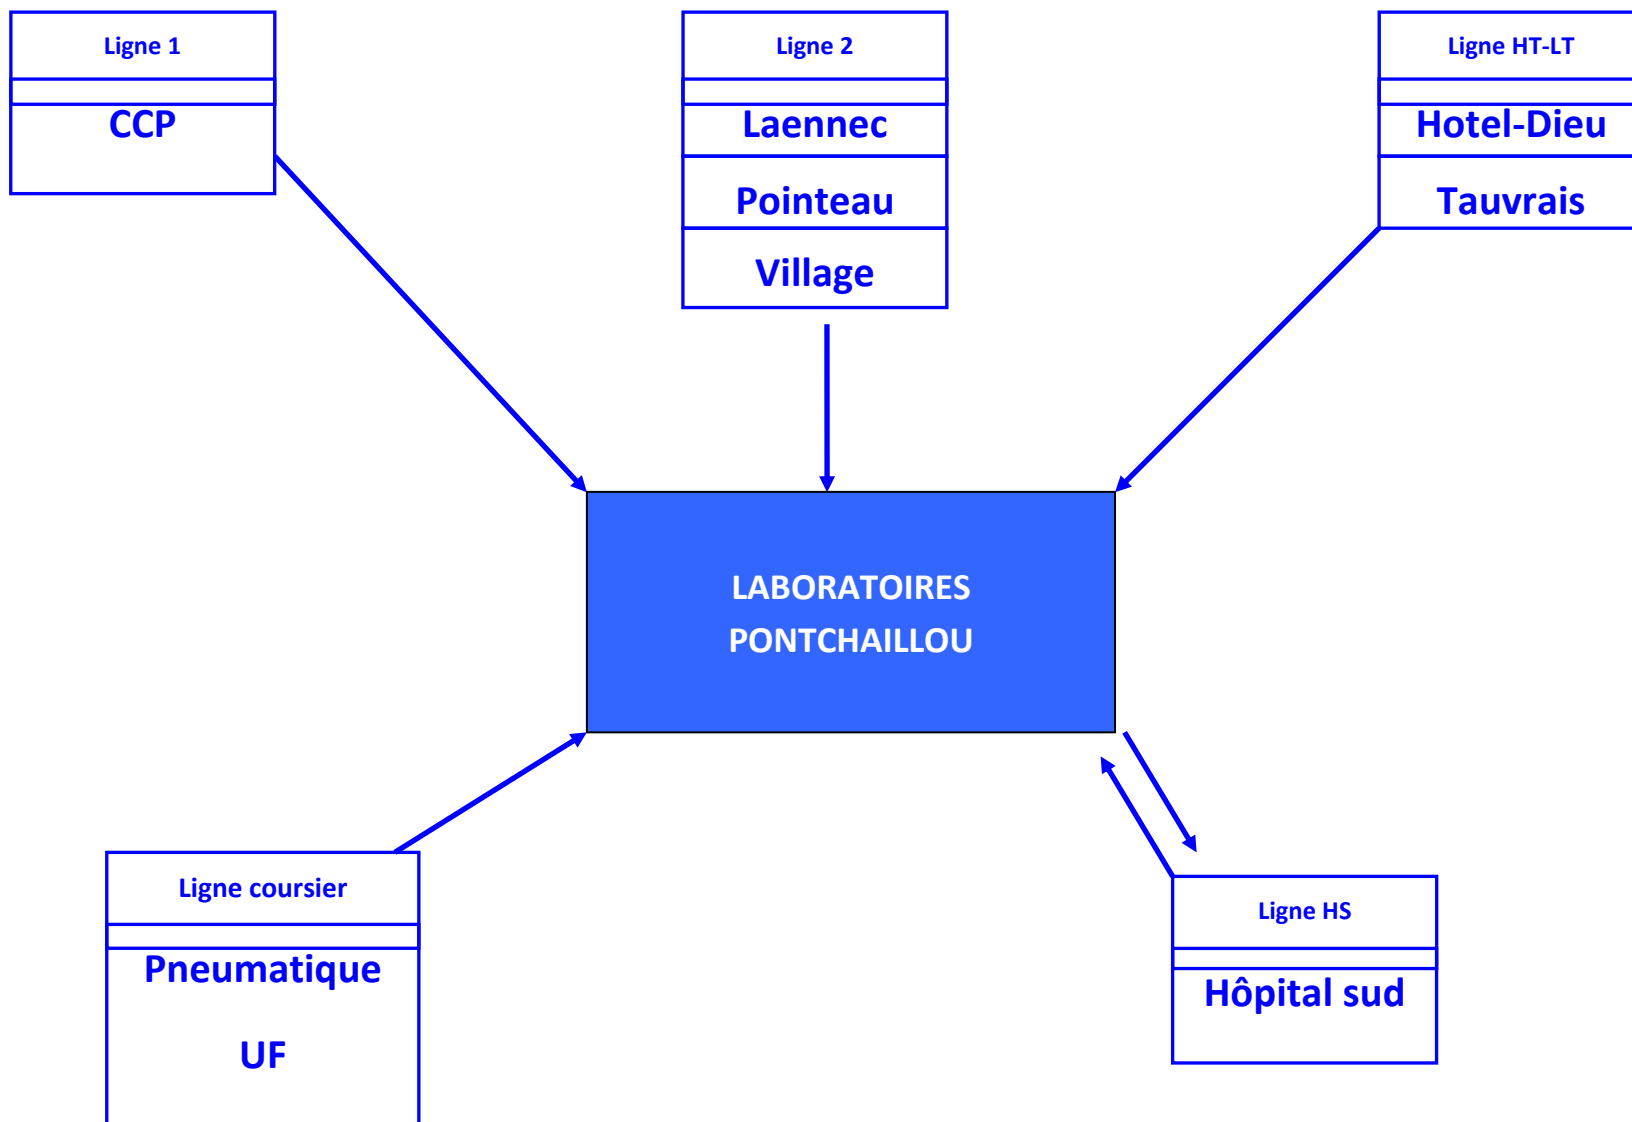 Ligne 1
CCP
Ligne 2
Laennec
Pointeau
Village
Ligne HT-LT
Hotel-Dieu
Tauvrais
LABORATOIRES
PONTCHAILLOU
Ligne coursier
Pneumatique
UF
Ligne HS
Hôpital sud